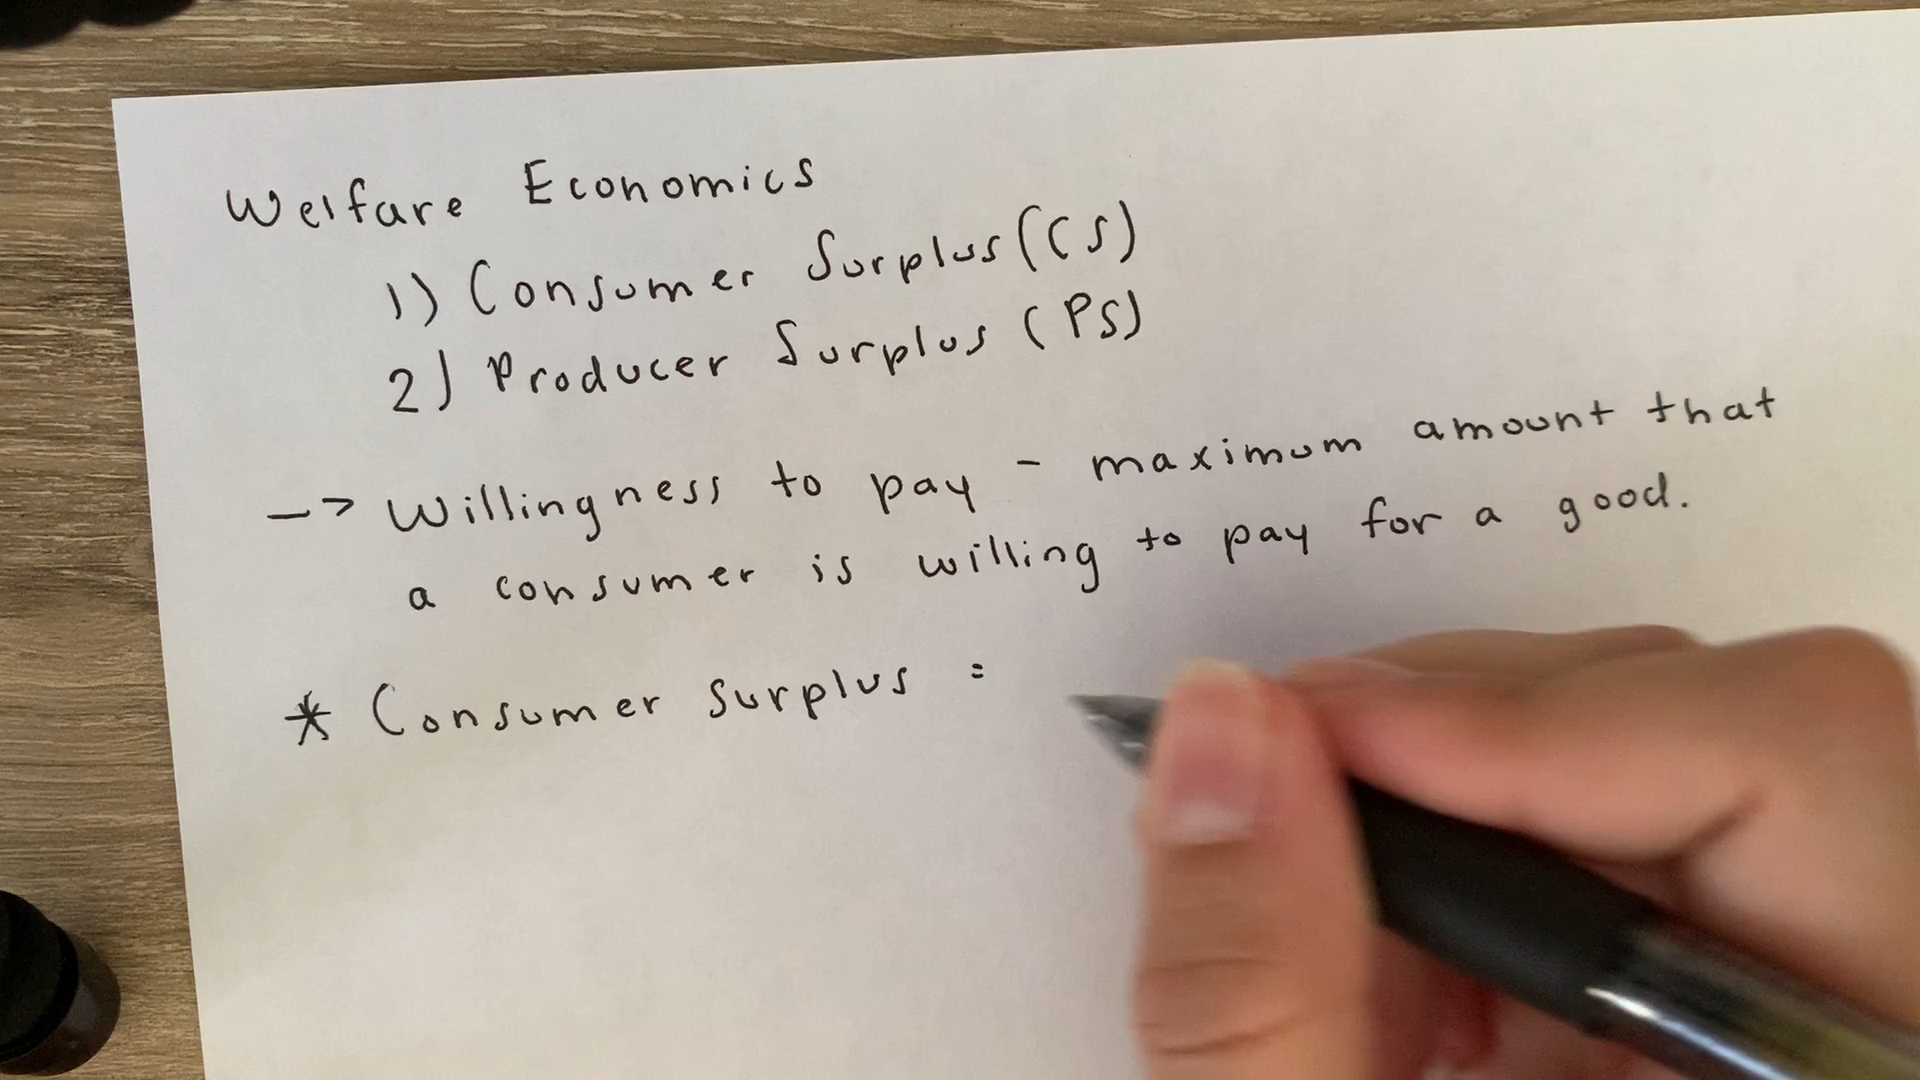 Welfare Economics
1) Consumer Surplus (CS)
2) Producer Surplus (PS)
-> Willingness to pay - maximum amount that
a consumer is willing to pay for a good.
* Consumer Surplus =